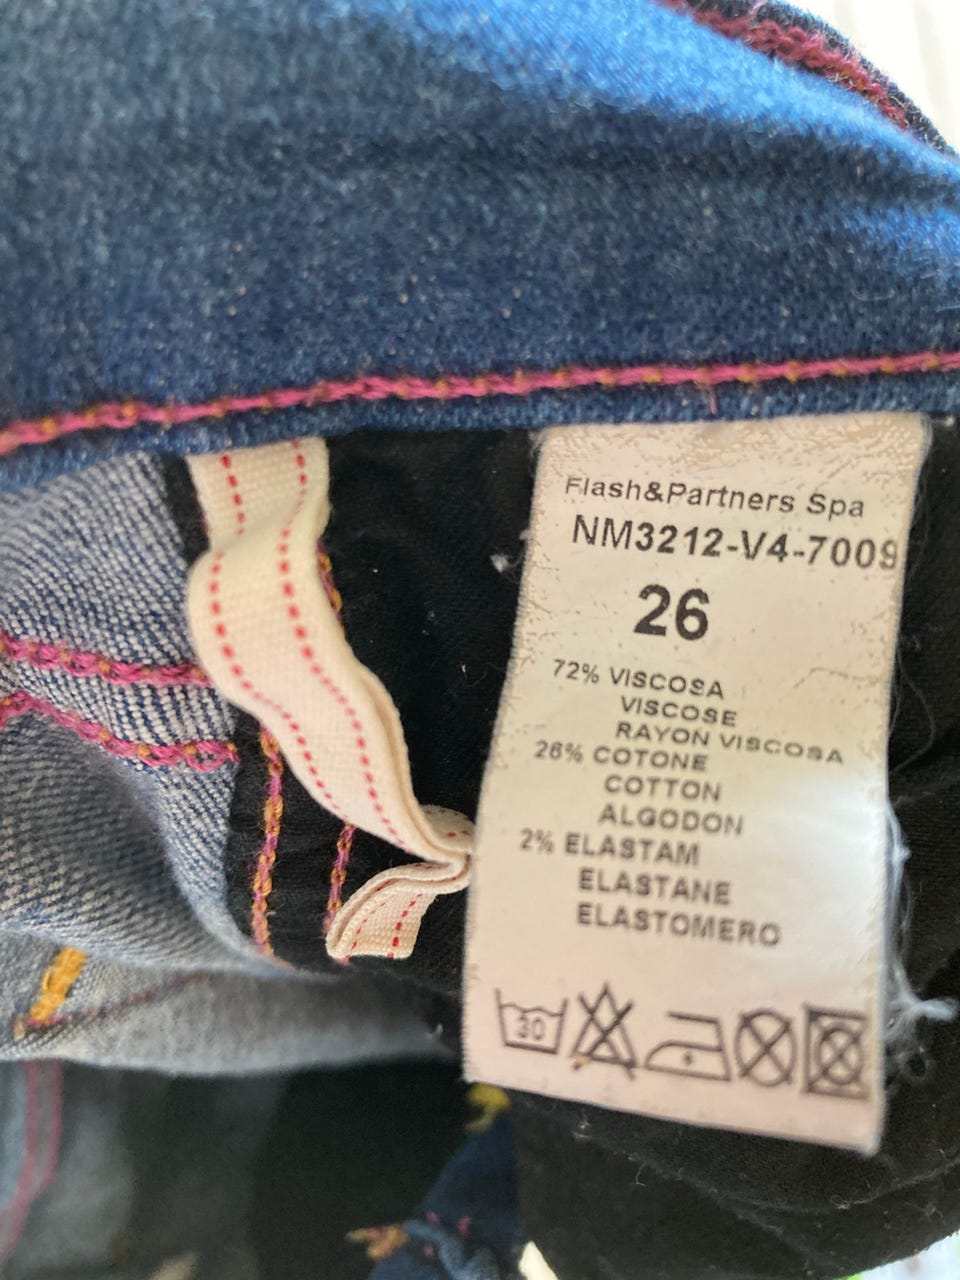 Flash&Partners Spa
NM3212-V4-7009
26
72% VISCOSA
VISCOSE
RAYON VISCOSA
26% COTONE
COTTON
ALGODON
2% ELASTAM
ELASTANE
ELASTOMERO
30